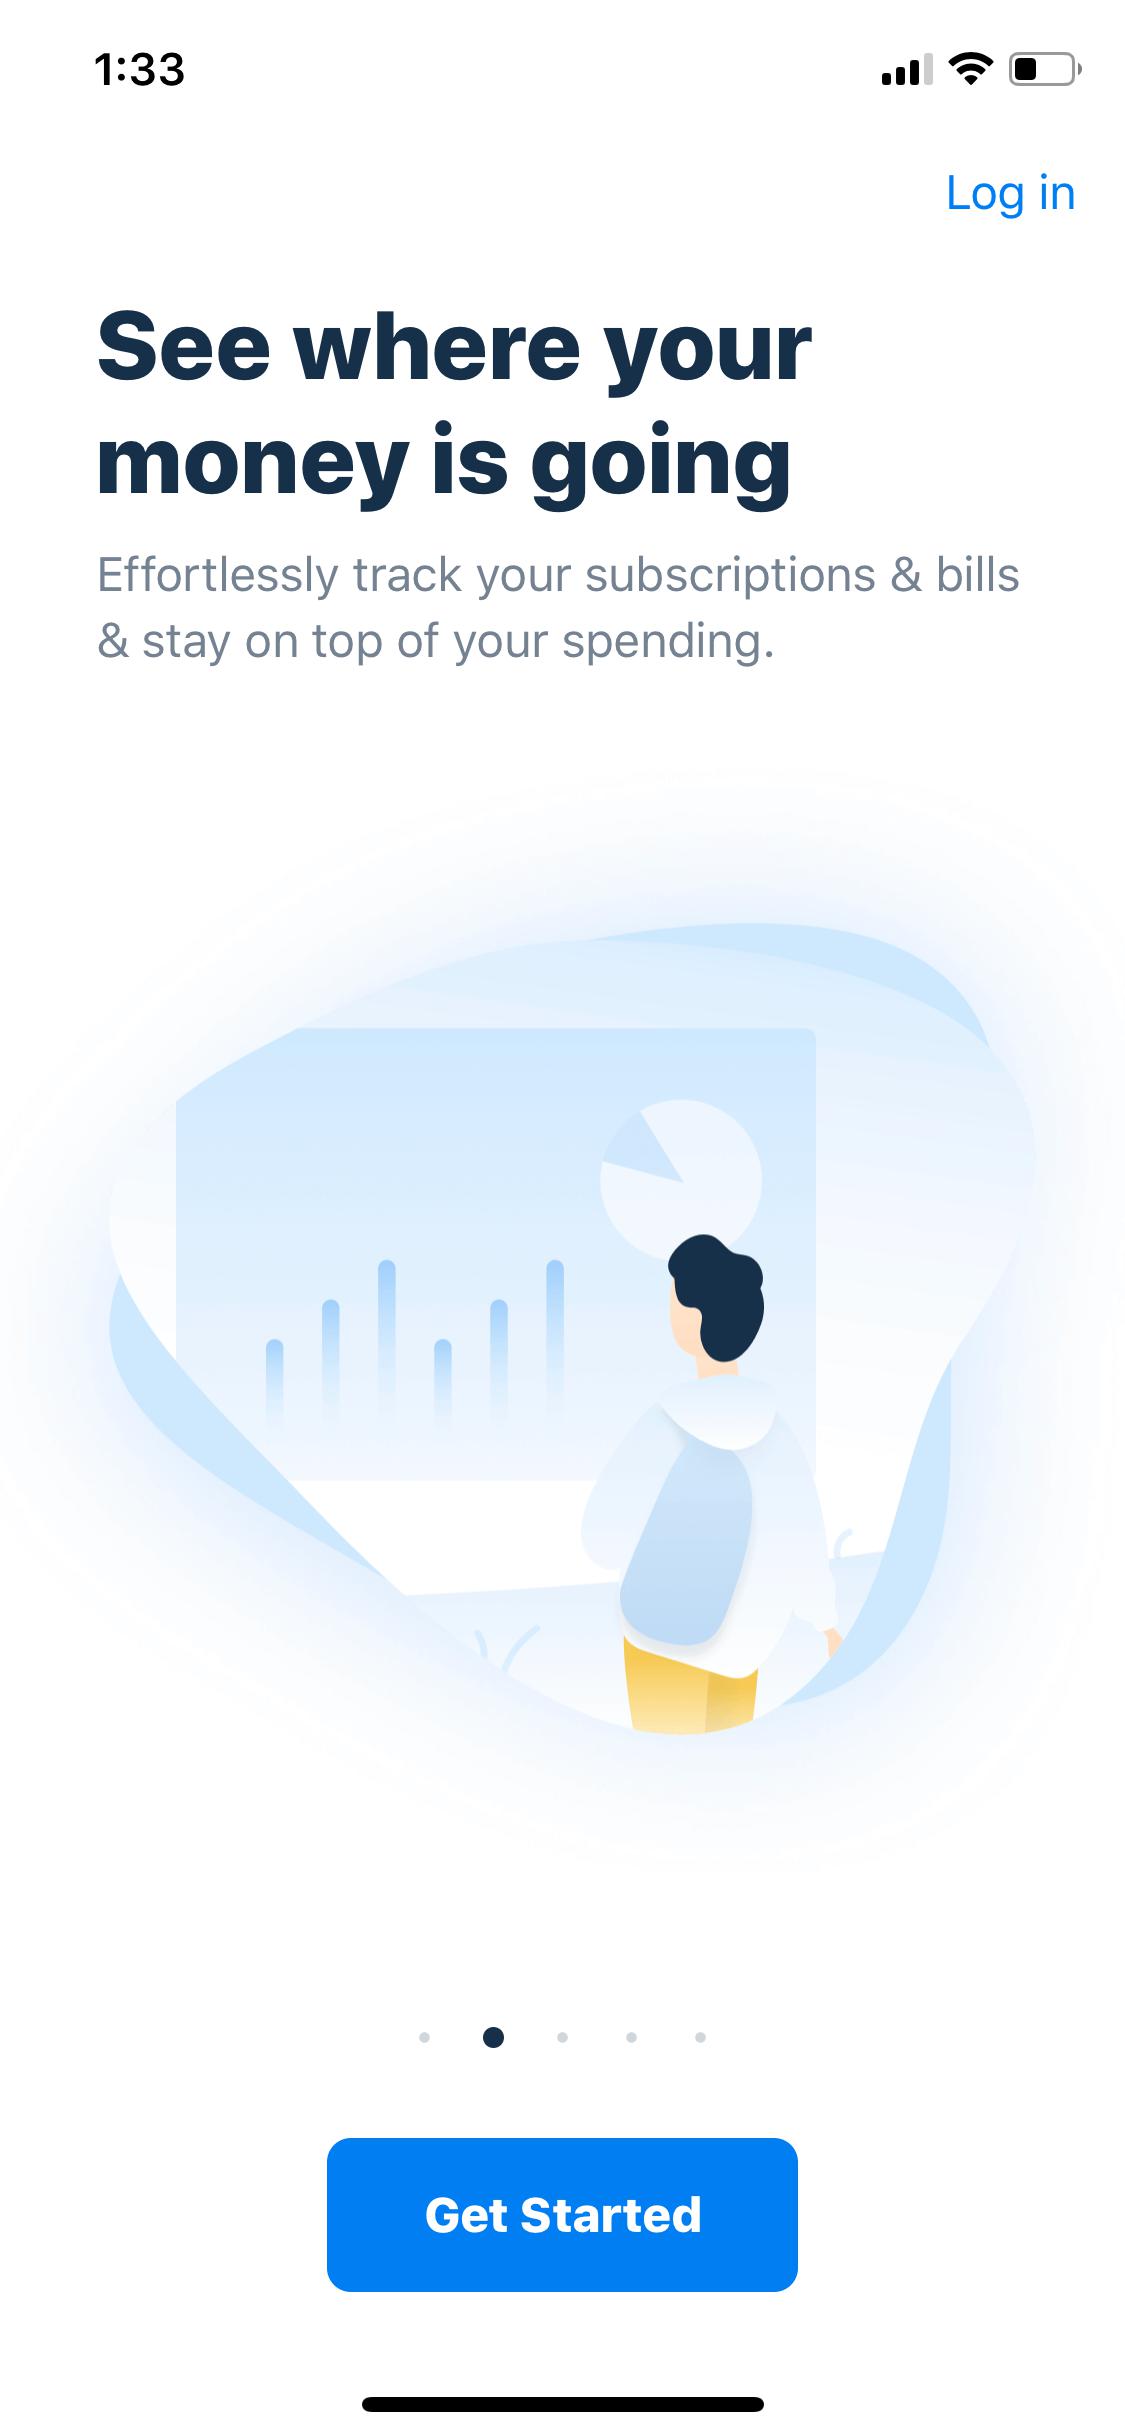 1:33
Log in
See where your
money is going
Effortlessly track your subscriptions & bills
& stay on top of your spending.
Get Started